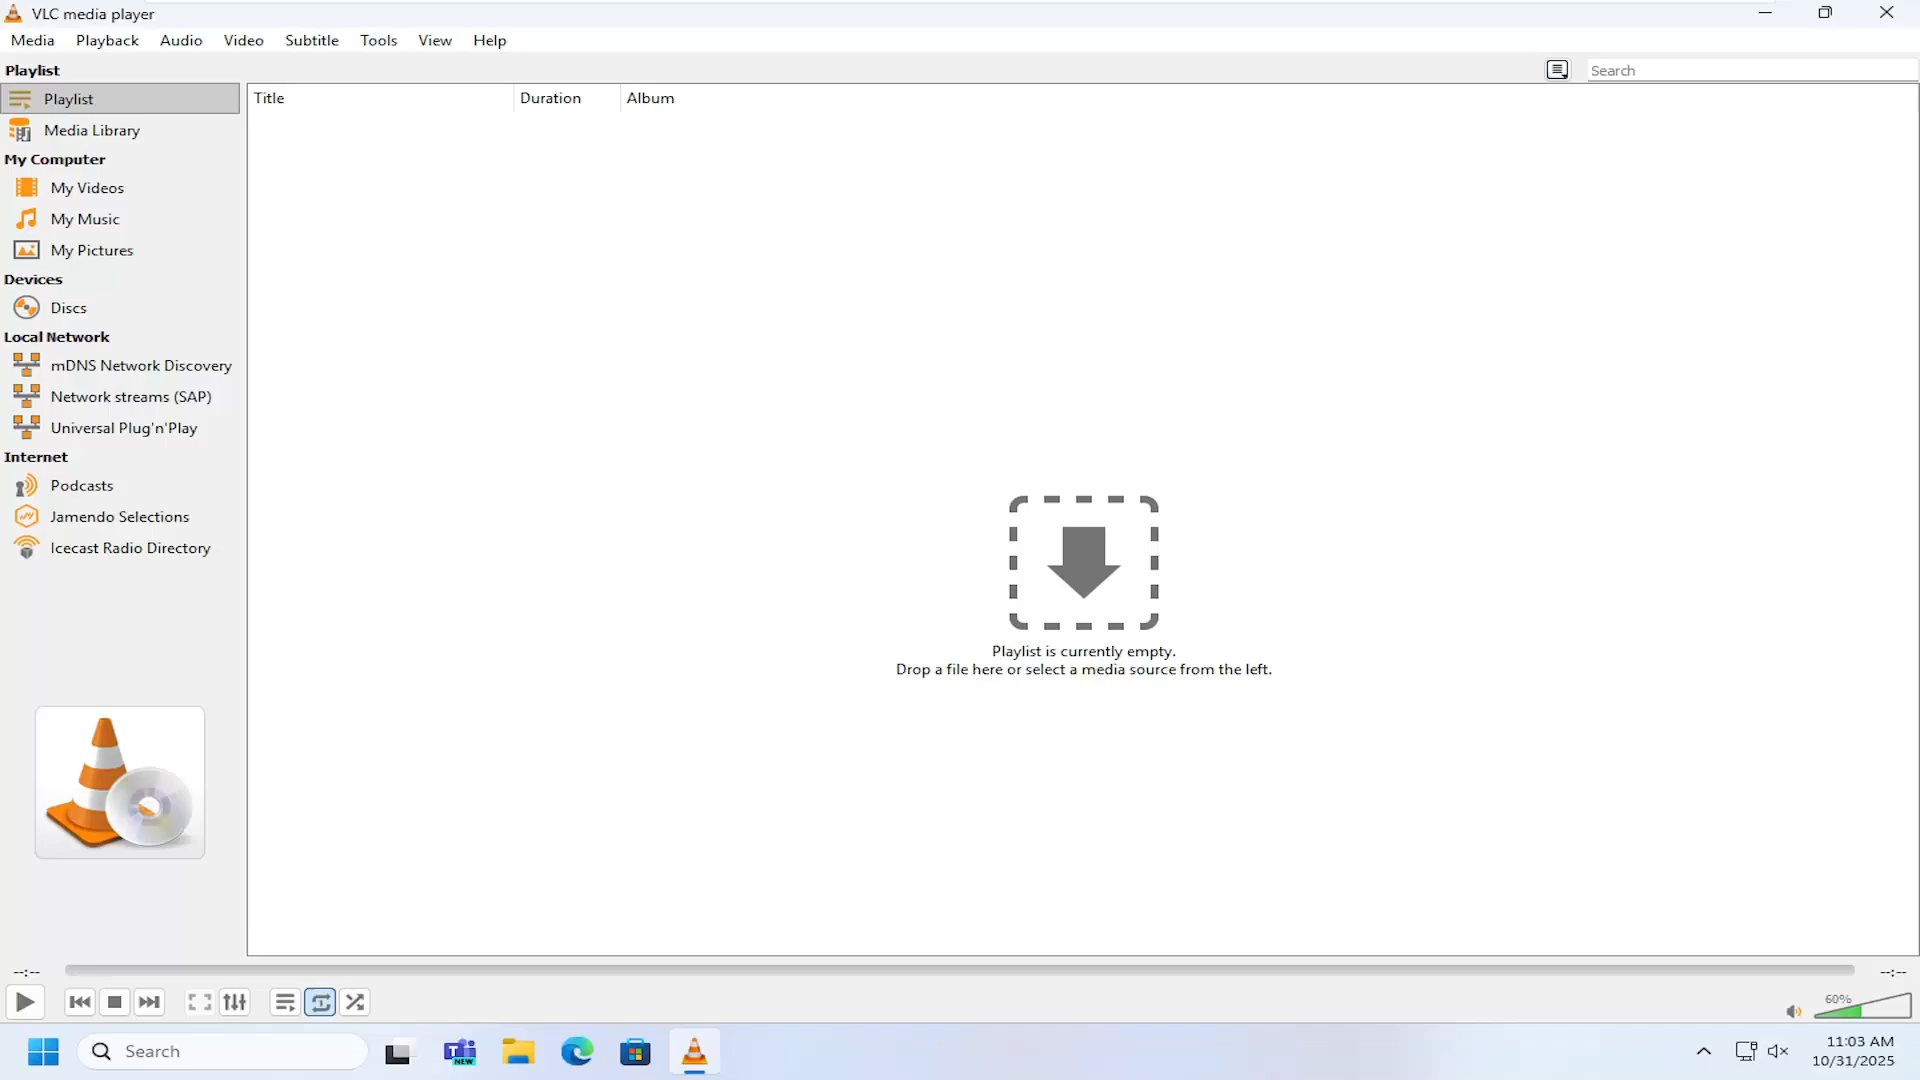 VLC media player
Media Playback Audio Video Subtitle Tools View Help
Playlist
Search
Playlist
Title Duration Album
Media Library
My Computer
My Videos
My Music
My Pictures
Devices
Discs
Local Network
mDNS Network Discovery
Network streams (SAP)
Universal Plug'n'Play
Internet
Podcasts
Jamendo Selections
Icecast Radio Directory
Playlist is currently empty.
Drop a file here or select a media source from the left.
--:-- --:--
60%
Search
NEW
11:03 AM
10/31/2025